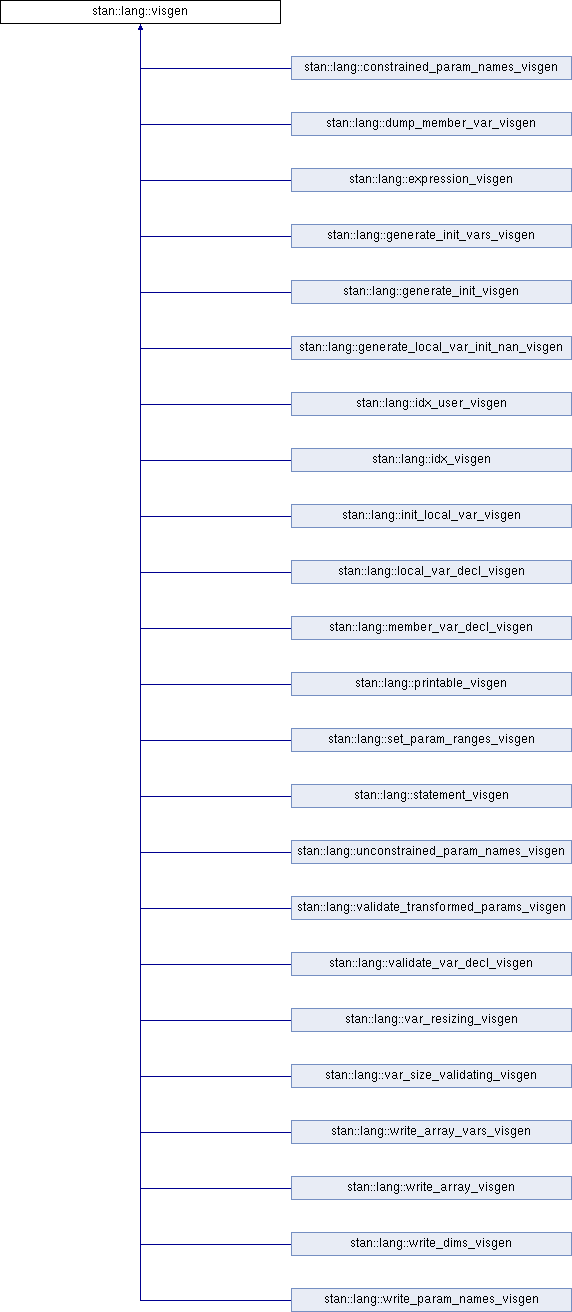 stan::lang::visgen
stan::lang::constrained_param_names_visgen
stan::lang::dump_member_var_visgen
stan::lang::expression_visgen
stan::lang::generate_init_vars_visgen
stan::lang::generate_init_visgen
stan::lang::generate_local_var_init_nan_visgen
stan::lang::idx_user_visgen
stan::lang::idx_visgen
stan::lang::init_local_var_visgen
stan::lang::local_var_decl_visgen
stan::lang::member_var_decl_visgen
stan::lang::printable_visgen
stan::lang::set_param_ranges_visgen
stan::lang::statement_visgen
stan::lang::unconstrained_param_names_visgen
stan::lang::validate_transformed_params_visgen
stan::lang::validate_var_decl_visgen
stan::lang::var_resizing_visgen
stan::lang::var_size_validating_visgen
stan::lang::write_array_vars_visgen
stan::lang::write_array_visgen
stan::lang::write_dims_visgen
stan::lang::write_param_names_visgen